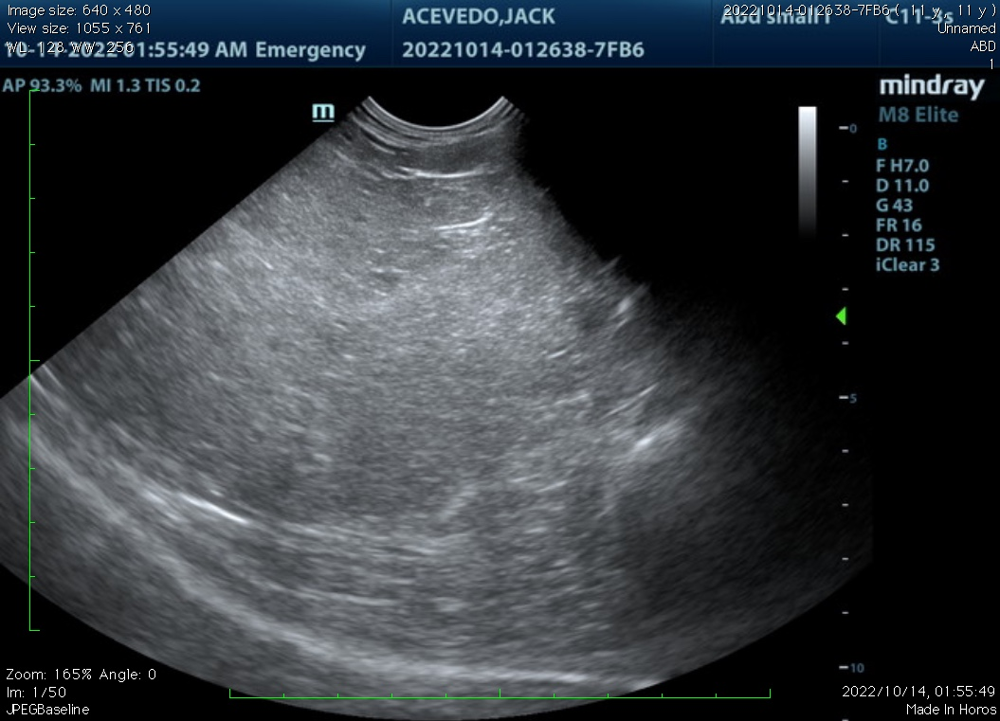 Image size: 640 x 480
View size: 1055 x 761
WL: 128 WW: 256
10-14-2022 01:55:49 AM Emergency
ACEVEDO,JACK
20221014-012638-7FB6
Abd small1
C11-3s
20221014-012638-7FB6 ( 11 y , 11 y )
Unnamed
ABD
1
AP 93.3% MI 1.3 TIS 0.2
m
mindray
M8 Elite
B
F H7.0
D 11.0
G 43
FR 16
DR 115
iClear 3
0
5
10
Zoom: 165% Angle: 0
Im: 1/50
JPEGBaseline
2022/10/14, 01:55:49
Made In Horos